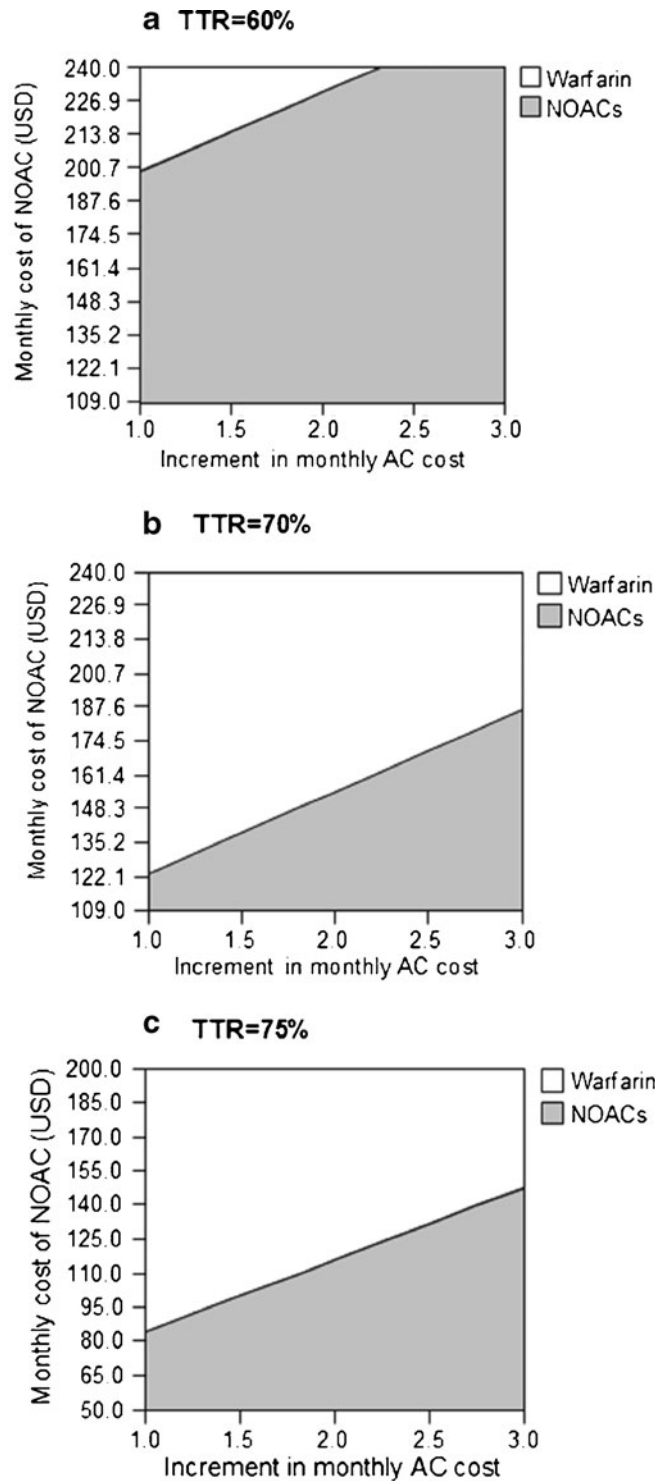 a TTR=60%
Monthly cost of NOAC (USD)
240.0
226.9
213.8
200.7
187.6
174.5
161.4
148.3
135.2
122.1
109.0
1.0 1.5 2.0 2.5 3.0
Increment in monthly AC cost
Warfarin
NOACs
b TTR=70%
Monthly cost of NOAC (USD)
240.0
226.9
213.8
200.7
187.6
174.5
161.4
148.3
135.2
122.1
109.0
1.0 1.5 2.0 2.5 3.0
Increment in monthly AC cost
Warfarin
NOACs
c TTR=75%
Monthly cost of NOAC (USD)
200.0
185.0
170.0
155.0
140.0
125.0
110.0
95.0
80.0
65.0
50.0
1.0 1.5 2.0 2.5 3.0
Increment in monthly AC cost
Warfarin
NOACs